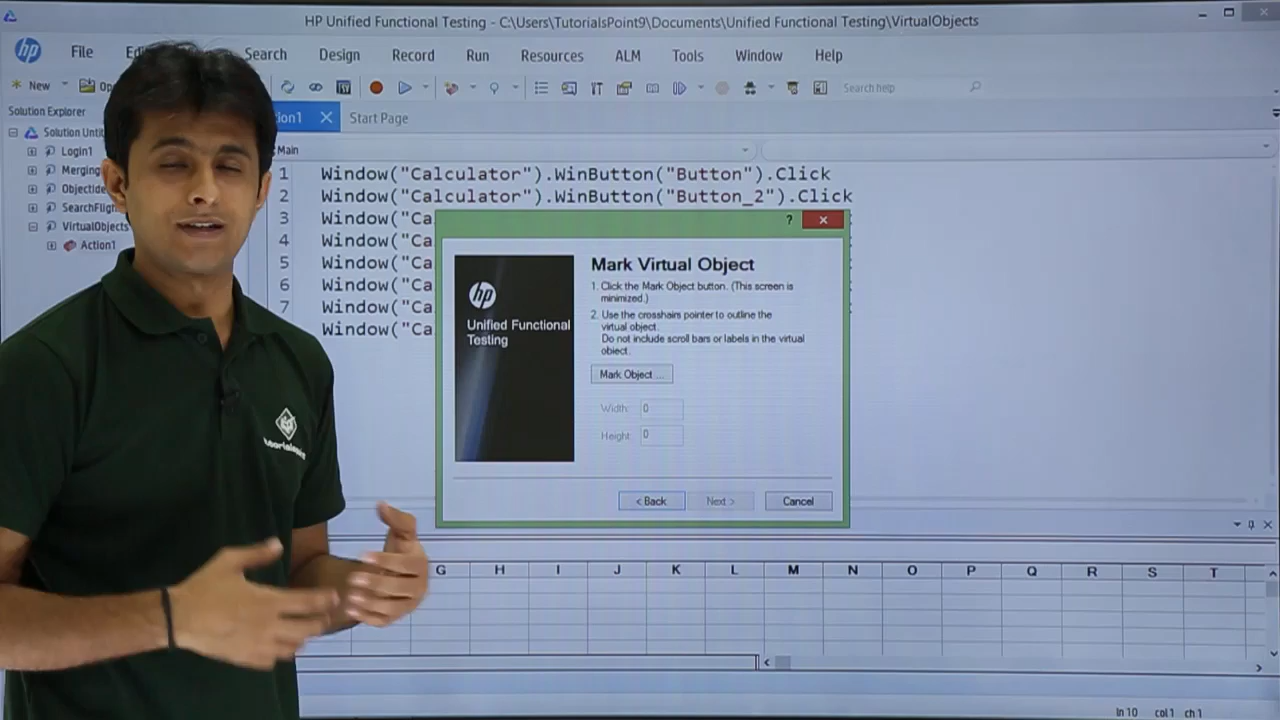 HP Unified Functional Testing - C:\Users\TutorialsPoint9\Documents\Unified Functional Testing\VirtualObjects
hp File Search Design Record Run Resources ALM Tools Window Help
New Search help
Solution Explorer
Start Page
Main
Login1
Merging
SearchFligh
VirtualObjects
Action1
1 Window("Calculator").WinButton("Button").Click
2 Window("Calculator").WinButton("Button_2").Click
3 Window("Ca
4 Window("Ca
5 Window("Ca
6 Window("Ca
7 Window("Ca
Window("Ca
?
hp
Unified Functional
Testing
Mark Virtual Object
1. Click the Mark Object button. (This screen is
minimized.)
2. Use the crosshairs pointer to outline the
virtual object.
Do not include scroll bars or labels in the virtual
object.
Mark Object ...
Width: 0
Height: 0
< Back Next > Cancel
G H I J K L M N O P Q R S T
ln 10 col 1 ch 1